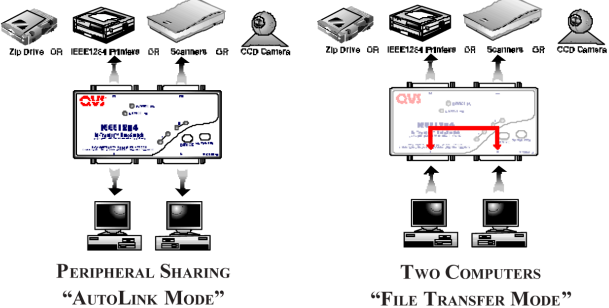 Zip Drive OR IEEE1284 Printers OR Scanners OR CCD Camera
Zip Drive OR IEEE1284 Printers OR Scanners OR CCD Camera
QVS
QVS
PERIPHERAL SHARING
"AUTOLINK MODE"
TWO COMPUTERS
"FILE TRANSFER MODE"